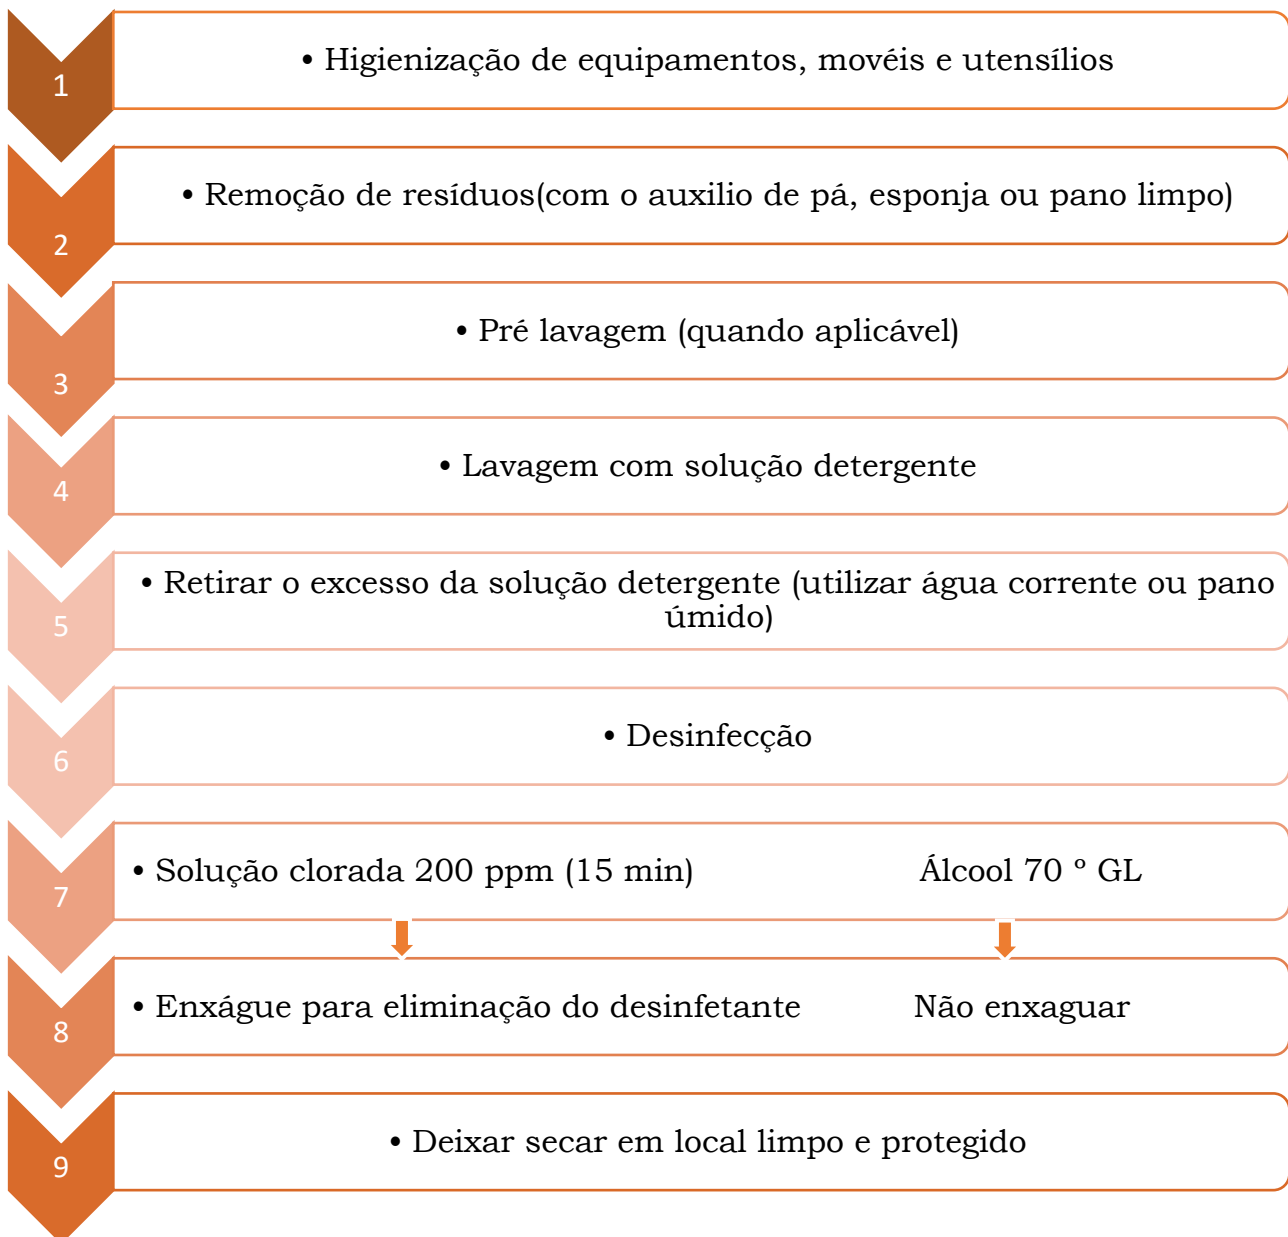 1
• Higienização de equipamentos, movéis e utensílios
2
• Remoção de resíduos(com o auxilio de pá, esponja ou pano limpo)
3
• Pré lavagem (quando aplicável)
4
• Lavagem com solução detergente
5
• Retirar o excesso da solução detergente (utilizar água corrente ou pano
úmido)
6
• Desinfecção
7
• Solução clorada 200 ppm (15 min) Álcool 70 º GL
8
• Enxágue para eliminação do desinfetante Não enxaguar
9
• Deixar secar em local limpo e protegido